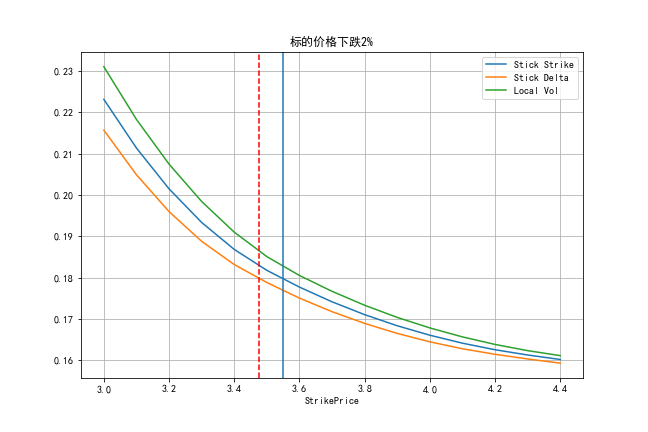 标的价格下跌2%
Stick Strike
Stick Delta
Local Vol
0.23
0.22
0.21
0.20
0.19
0.18
0.17
0.16
3.0 3.2 3.4 3.6 3.8 4.0 4.2 4.4
StrikePrice